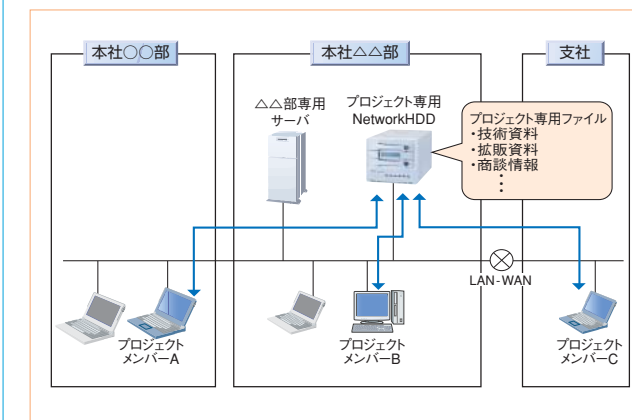 本社○○部
本社△△部
支社
△△部専用
サーバ
プロジェクト専用
NetworkHDD
プロジェクト専用ファイル
・技術資料
・拡販資料
・商談情報
⋮
LAN-WAN
プロジェクト
メンバーA
プロジェクト
メンバーB
プロジェクト
メンバーC